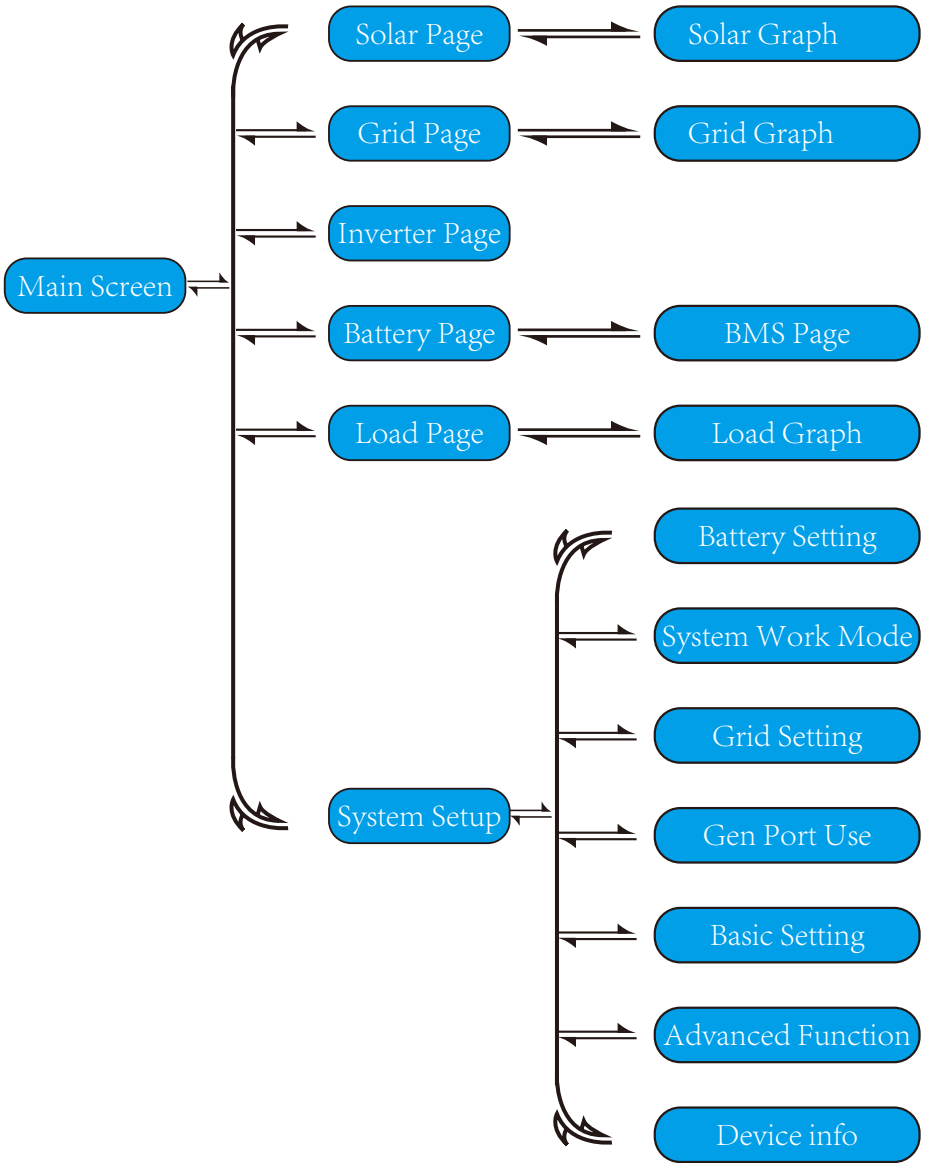 Solar Page
Solar Graph
Grid Page
Grid Graph
Inverter Page
Main Screen
Battery Page
BMS Page
Load Page
Load Graph
Battery Setting
System Work Mode
Grid Setting
System Setup
Gen Port Use
Basic Setting
Advanced Function
Device info